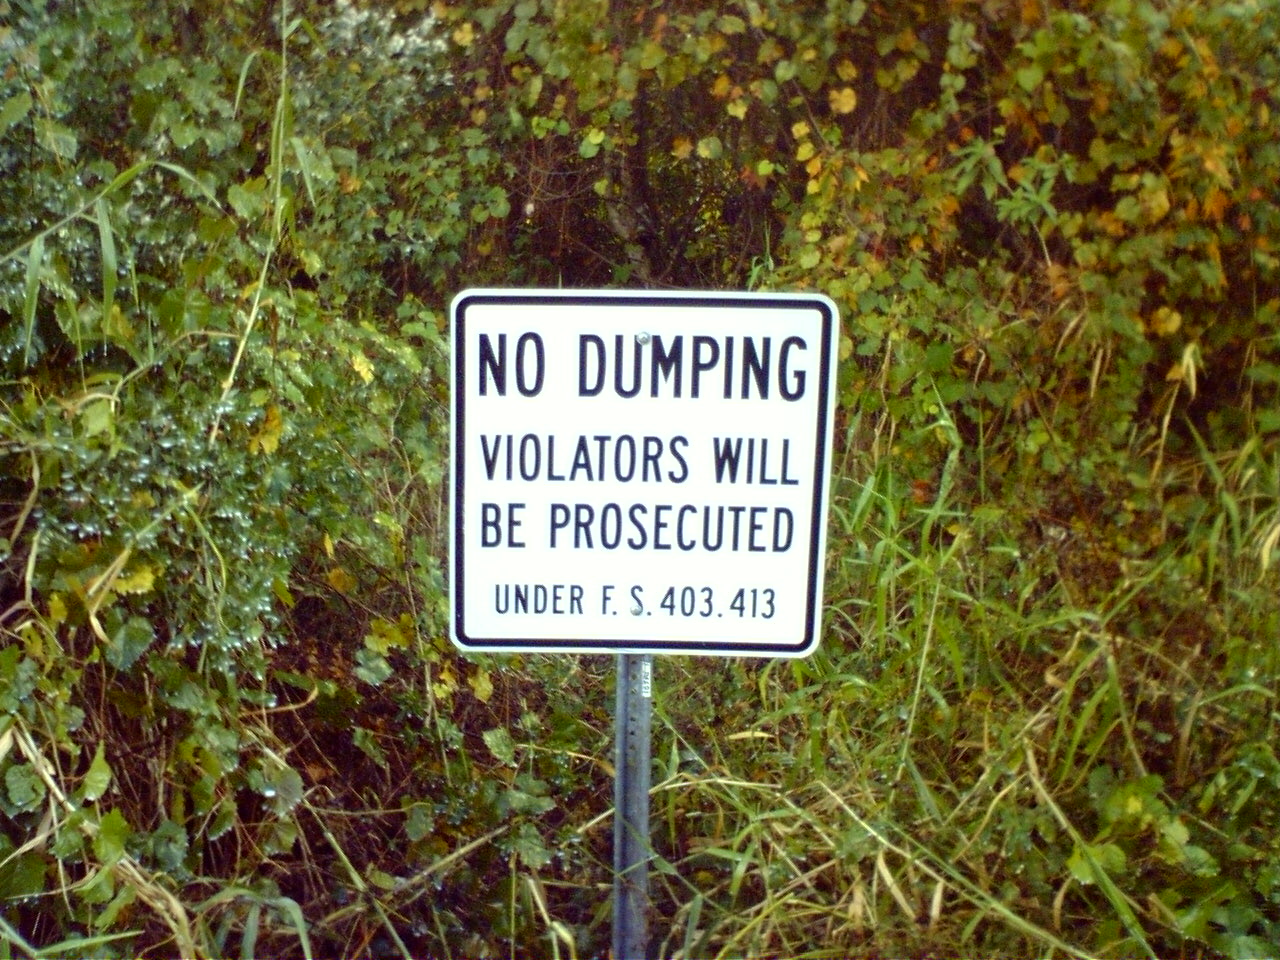 NO DUMPING
VIOLATORS WILL
BE PROSECUTED
UNDER F. S. 403.413